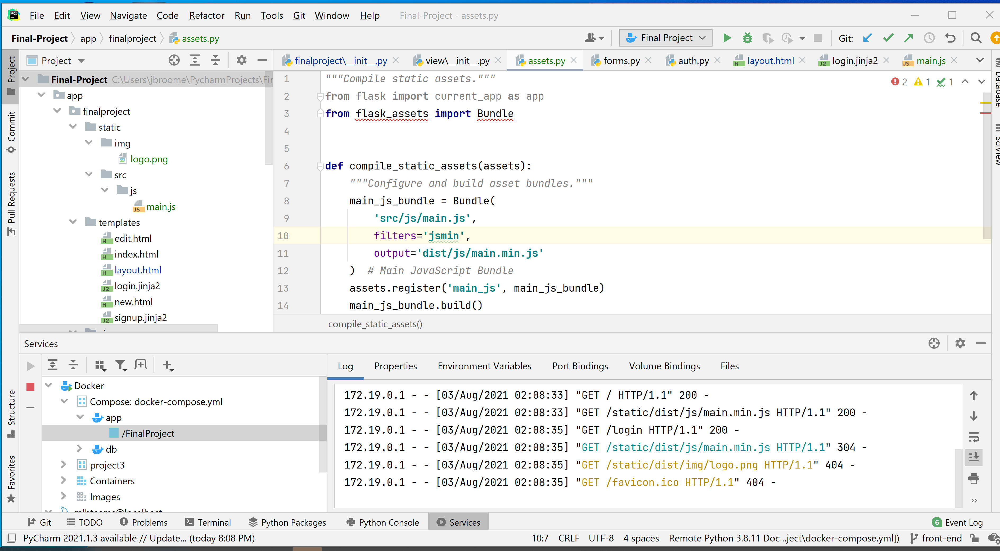 PC File Edit View Navigate Code Refactor Run Tools Git Window Help Final-Project - assets.py
Final-Project app finalproject assets.py Final Project Git:
Project
finalproject\__init__.py view\__init__.py assets.py forms.py auth.py layout.html login.jinja2 main.js
Project
Commit
Pull Requests
Structure
Favorites
Database
SciView
Final-Project C:\Users\jbroome\PycharmProjects\Fin
app
finalproject
static
img
logo.png
src
js
main.js
templates
edit.html
index.html
layout.html
login.jinja2
new.html
signup.jinja2
2 1 1
1 """Compile static assets."""
2 from flask import current_app as app
3 from flask_assets import Bundle
4
5
6 def compile_static_assets(assets):
7 """Configure and build asset bundles."""
8 main_js_bundle = Bundle(
9 'src/js/main.js',
10 filters='jsmin',
11 output='dist/js/main.min.js'
12 ) # Main JavaScript Bundle
13 assets.register('main_js', main_js_bundle)
14 main_js_bundle.build()
compile_static_assets()
Services
Docker
Compose: docker-compose.yml
app
/FinalProject
db
project3
Containers
Images
mlbteams@localhost
Log Properties Environment Variables Port Bindings Volume Bindings Files
172.19.0.1 - - [03/Aug/2021 02:08:33] "GET / HTTP/1.1" 200 -
172.19.0.1 - - [03/Aug/2021 02:08:33] "GET /static/dist/js/main.min.js HTTP/1.1" 200 -
172.19.0.1 - - [03/Aug/2021 02:08:35] "GET /login HTTP/1.1" 200 -
172.19.0.1 - - [03/Aug/2021 02:08:35] "GET /static/dist/js/main.min.js HTTP/1.1" 304 -
172.19.0.1 - - [03/Aug/2021 02:08:35] "GET /static/dist/img/logo.png HTTP/1.1" 404 -
172.19.0.1 - - [03/Aug/2021 02:08:35] "GET /favicon.ico HTTP/1.1" 404 -
Git TODO Problems Terminal Python Packages Python Console Services 6 Event Log
PyCharm 2021.1.3 available // Update... (today 8:08 PM) 10:7 CRLF UTF-8 4 spaces Remote Python 3.8.11 Doc...ject\docker-compose.yml]) front-end